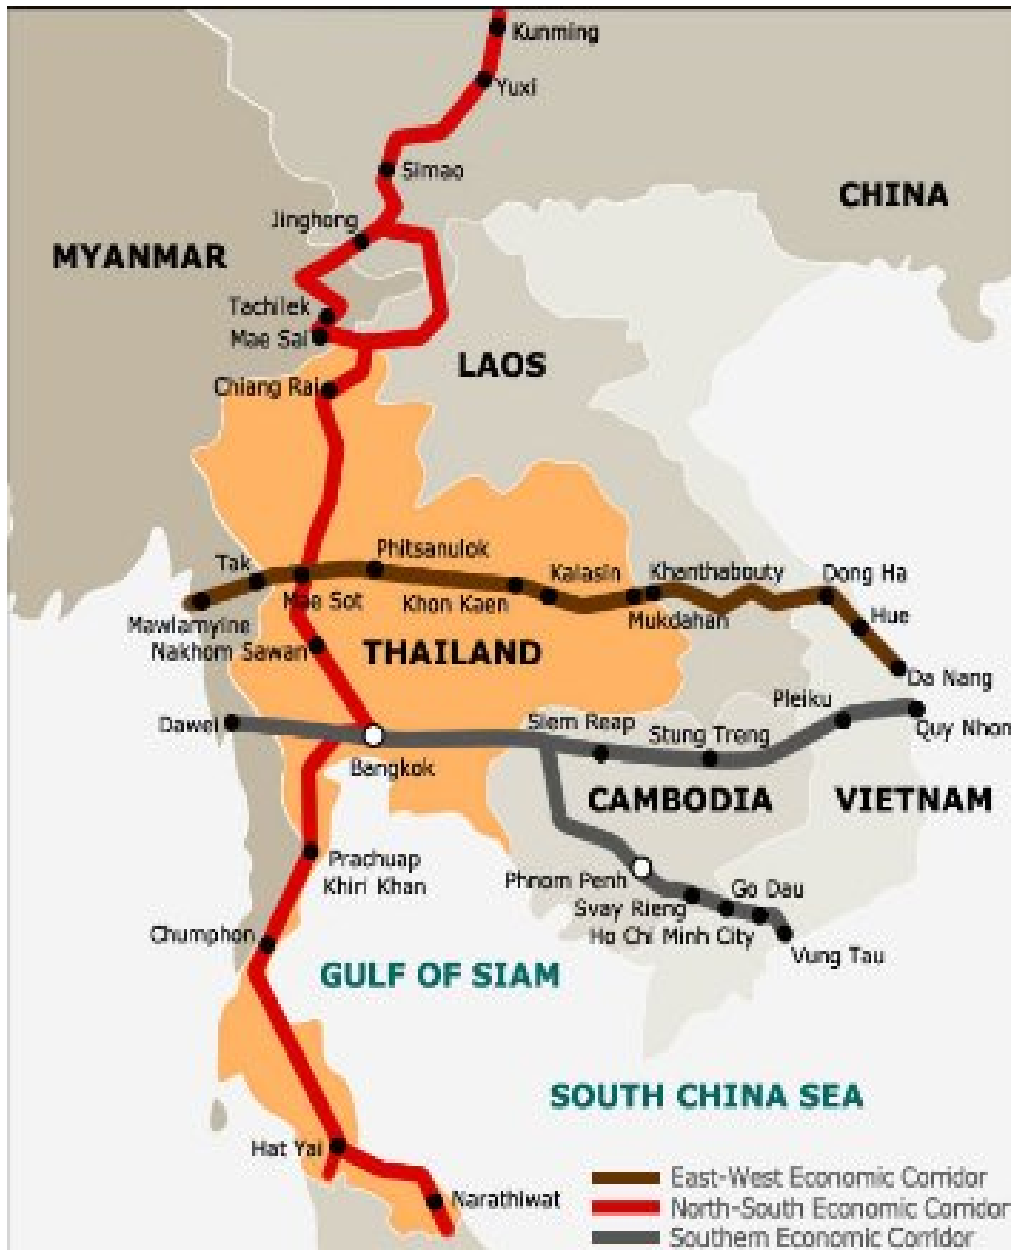 Kunming
Yuxi
Simao
CHINA
Jinghong
MYANMAR
Tachilek
Mae Sai
LAOS
Chiang Rai
Phitsanulok
Tak
Kalasin
Khanthabouty
Dong Ha
Mae Sot
Khon Kaen
Mukdahan
Hue
Mawlamyine
Nakhom Sawan
THAILAND
Da Nang
Pleiku
Dawei
Siem Reap
Stung Treng
Quy Nhon
Bangkok
CAMBODIA
VIETNAM
Prachuap
Khiri Khan
Phnom Penh
Go Dau
Svay Rieng
Ho Chi Minh City
Chumphon
Vung Tau
GULF OF SIAM
SOUTH CHINA SEA
Hat Yai
Narathiwat
East-West Economic Corridor
North-South Economic Corridor
Southern Economic Corridor